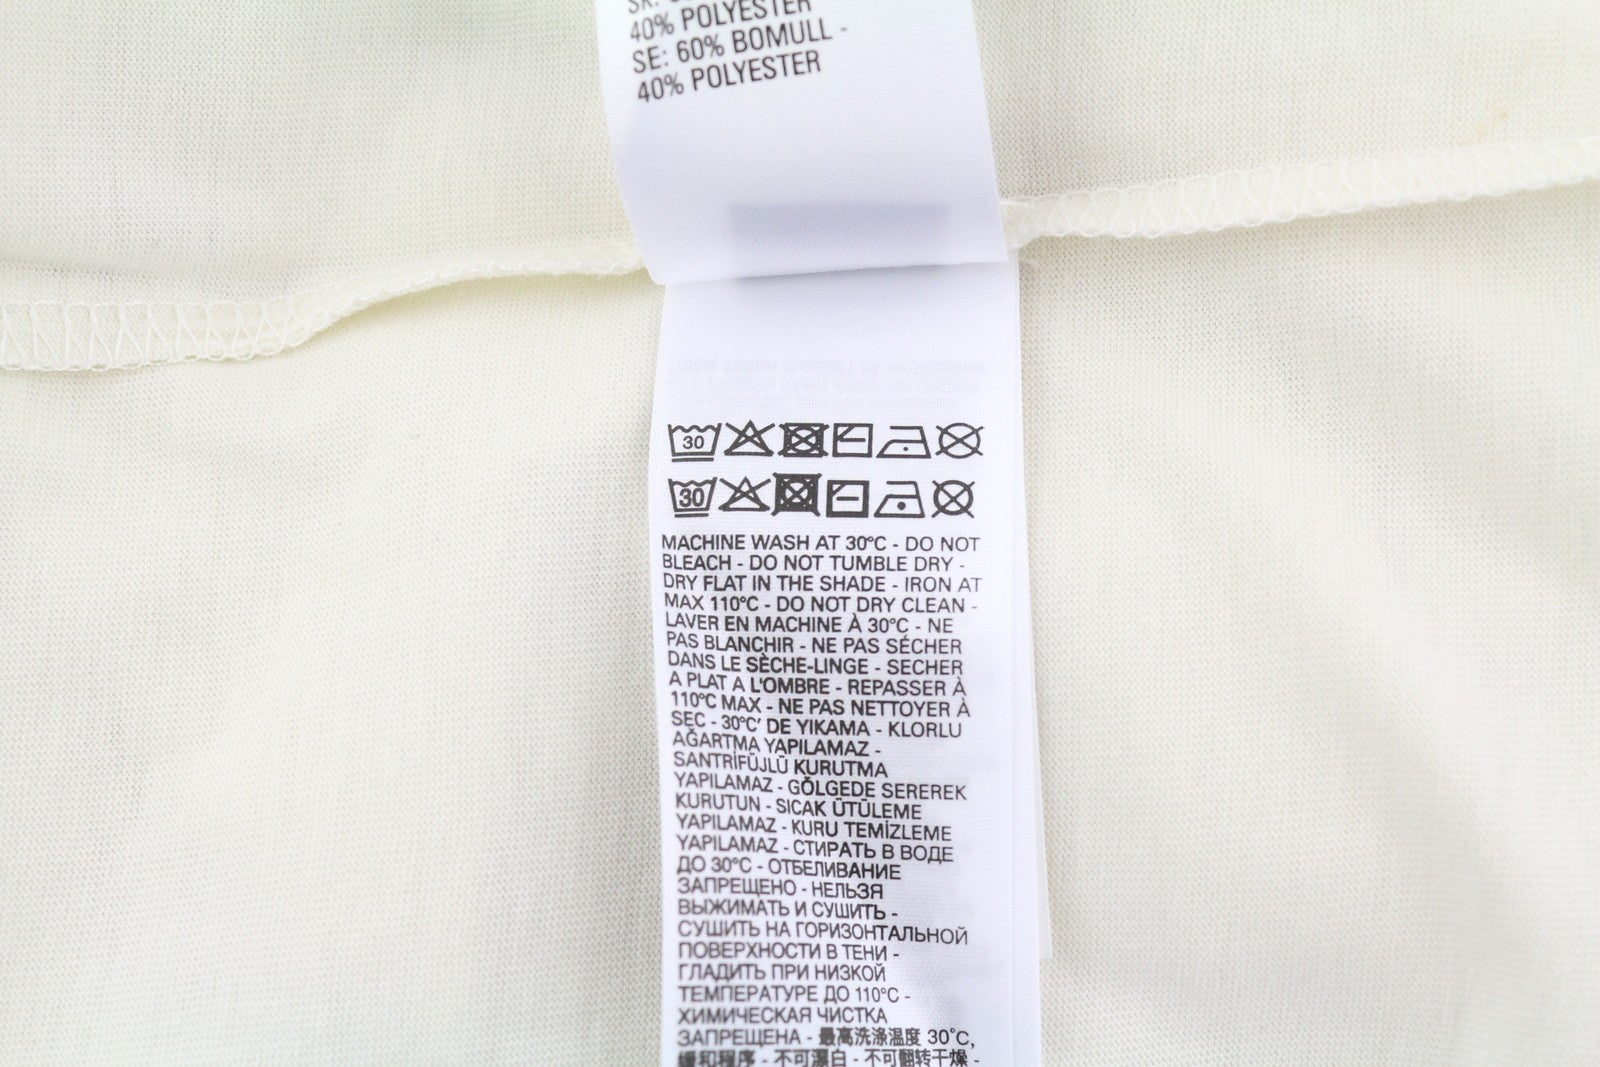 40% POLYESTER
SE: 60% BOMULL -
40% POLYESTER
30
30
MACHINE WASH AT 30°C - DO NOT
BLEACH - DO NOT TUMBLE DRY -
DRY FLAT IN THE SHADE - IRON AT
MAX 110°C - DO NOT DRY CLEAN -
LAVER EN MACHINE À 30°C - NE
PAS BLANCHIR - NE PAS SÉCHER
DANS LE SÈCHE-LINGE - SECHER
A PLAT A L'OMBRE - REPASSER À
110°C MAX - NE PAS NETTOYER À
SEC - 30°C' DE YIKAMA - KLORLU
AĞARTMA YAPILAMAZ -
SANTRİFÜJLÜ KURUTMA
YAPILAMAZ - GÖLGEDE SEREREK
KURUTUN - SICAK ÜTÜLEME
YAPILAMAZ - KURU TEMİZLEME
YAPILAMAZ - СТИРАТЬ В ВОДЕ
ДО 30°C - ОТБЕЛИВАНИЕ
ЗАПРЕЩЕНО - НЕЛЬЗЯ
ВЫЖИМАТЬ И СУШИТЬ -
СУШИТЬ НА ГОРИЗОНТАЛЬНОЙ
ПОВЕРХНОСТИ В ТЕНИ -
ГЛАДИТЬ ПРИ НИЗКОЙ
ТЕМПЕРАТУРЕ ДО 110°C -
ХИМИЧЕСКАЯ ЧИСТКА
ЗАПРЕЩЕНА - 最高洗涤温度 30°C,
缓和程序 - 不可漂白 - 不可翻转干燥 -